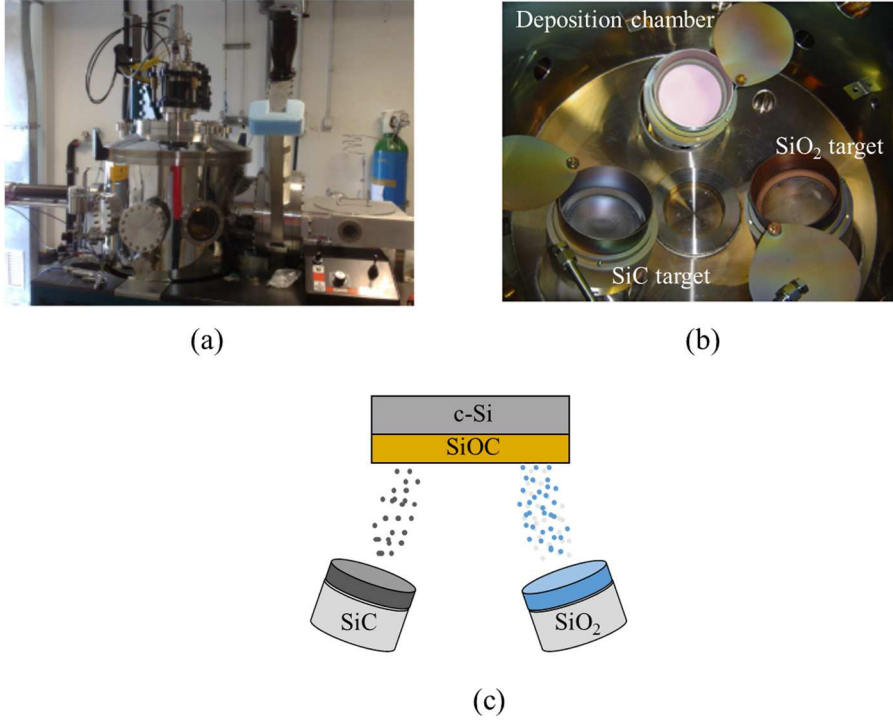 Deposition chamber
SiO₂ target
SiC target
(a)
(b)
c-Si
SiOC
SiC
SiO₂
(c)